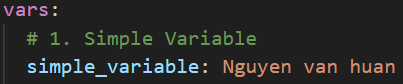 vars:
# 1. Simple Variable
simple_variable: Nguyen van huan